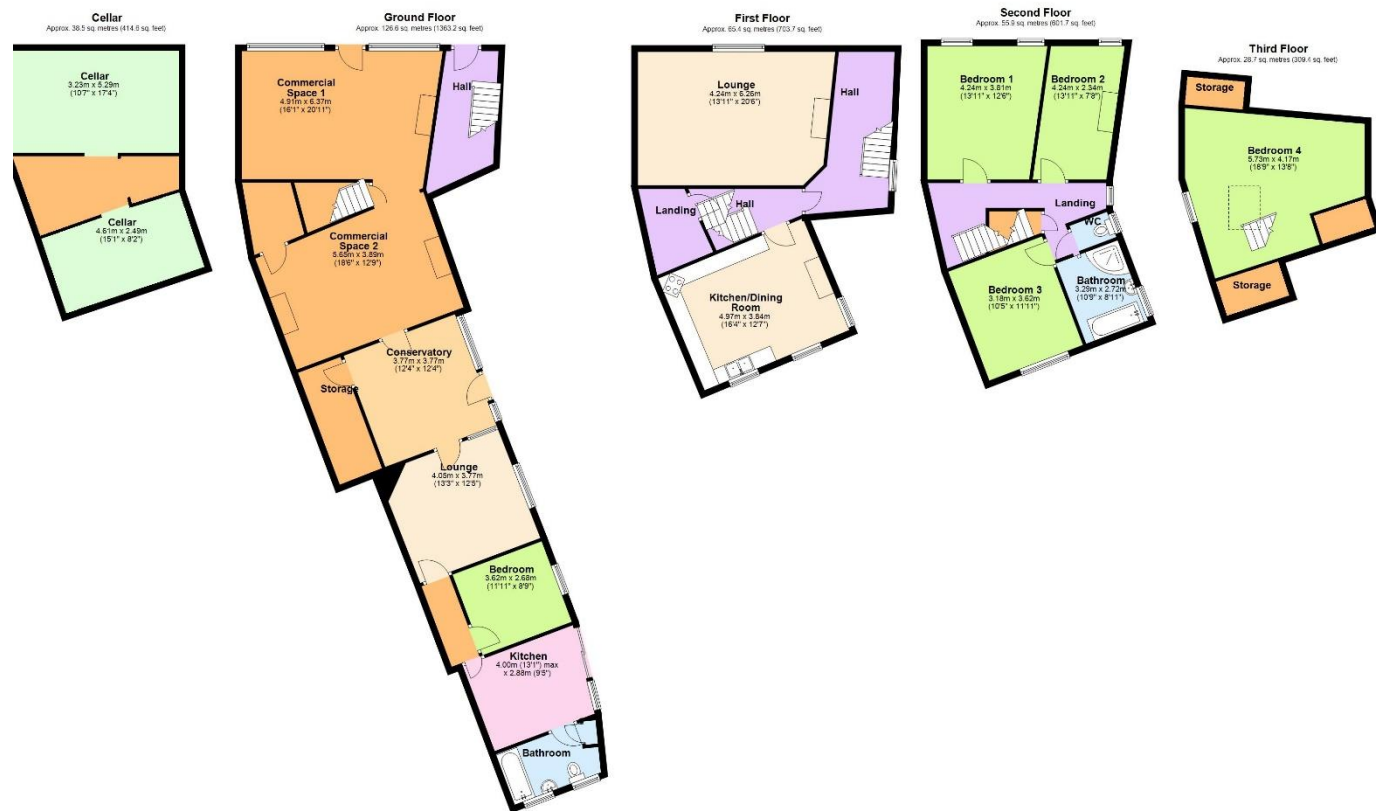 Cellar
Approx. 38.5 sq. metres (414.6 sq. feet)
Cellar
3.23m x 5.29m
(10'7" x 17'4")
Cellar
4.61m x 2.49m
(15'1" x 8'2")
Ground Floor
Approx. 126.6 sq. metres (1363.2 sq. feet)
Commercial
Space 1
4.91m x 6.37m
(16'1" x 20'11")
Hall
Commercial
Space 2
5.65m x 3.89m
(18'6" x 12'9")
Conservatory
3.77m x 3.77m
(12'4" x 12'4")
Storage
Lounge
4.05m x 3.77m
(13'3" x 12'5")
Bedroom
3.62m x 2.68m
(11'11" x 8'9")
Kitchen
4.00m (13'1") max
x 2.88m (9'5")
Bathroom
First Floor
Approx. 65.4 sq. metres (703.7 sq. feet)
Lounge
4.24m x 6.26m
(13'11" x 20'6")
Hall
Landing
Hall
Kitchen/Dining
Room
4.97m x 3.84m
(16'4" x 12'7")
Second Floor
Approx. 55.9 sq. metres (601.7 sq. feet)
Bedroom 1
4.24m x 3.81m
(13'11" x 12'6")
Bedroom 2
4.24m x 2.34m
(13'11" x 7'8")
Landing
WC
Bedroom 3
3.18m x 3.62m
(10'5" x 11'11")
Bathroom
3.29m x 2.72m
(10'9" x 8'11")
Third Floor
Approx. 28.7 sq. metres (309.4 sq. feet)
Storage
Bedroom 4
5.73m x 4.17m
(18'9" x 13'8")
Storage